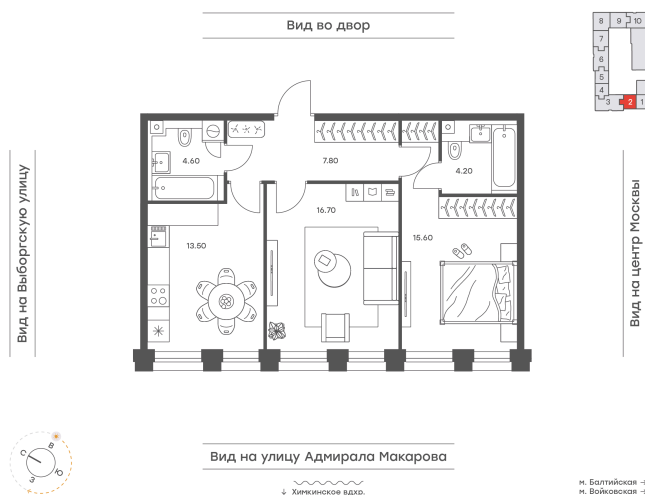 Вид во двор
8 9 10
7
6
5
4
3 2 1
Вид на Выборгскую улицу
Вид на центр Москвы
4.60
7.80
4.20
16.70
13.50
15.60
Вид на улицу Адмирала Макарова
↓ Химкинское вдхр.
С В
З Ю
м. Балтийская →
м. Войковская →